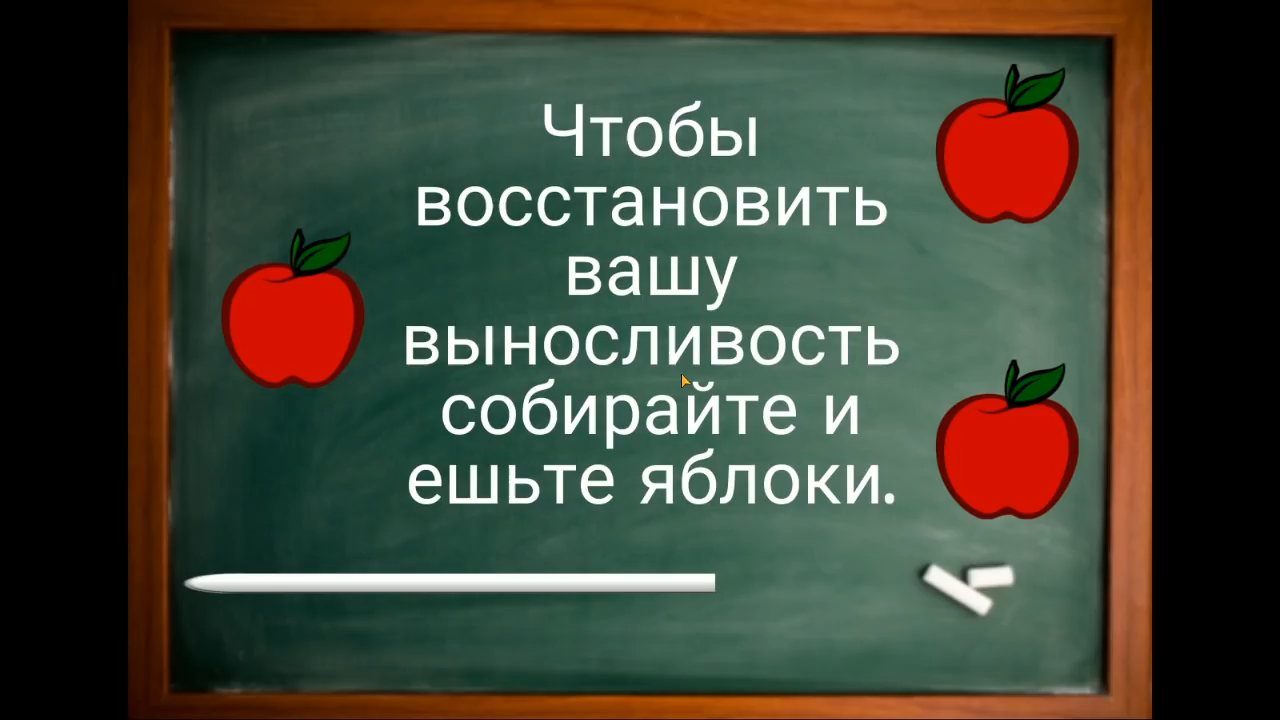 Чтобы
восстановить
вашу
выносливость
собирайте и
ешьте яблоки.